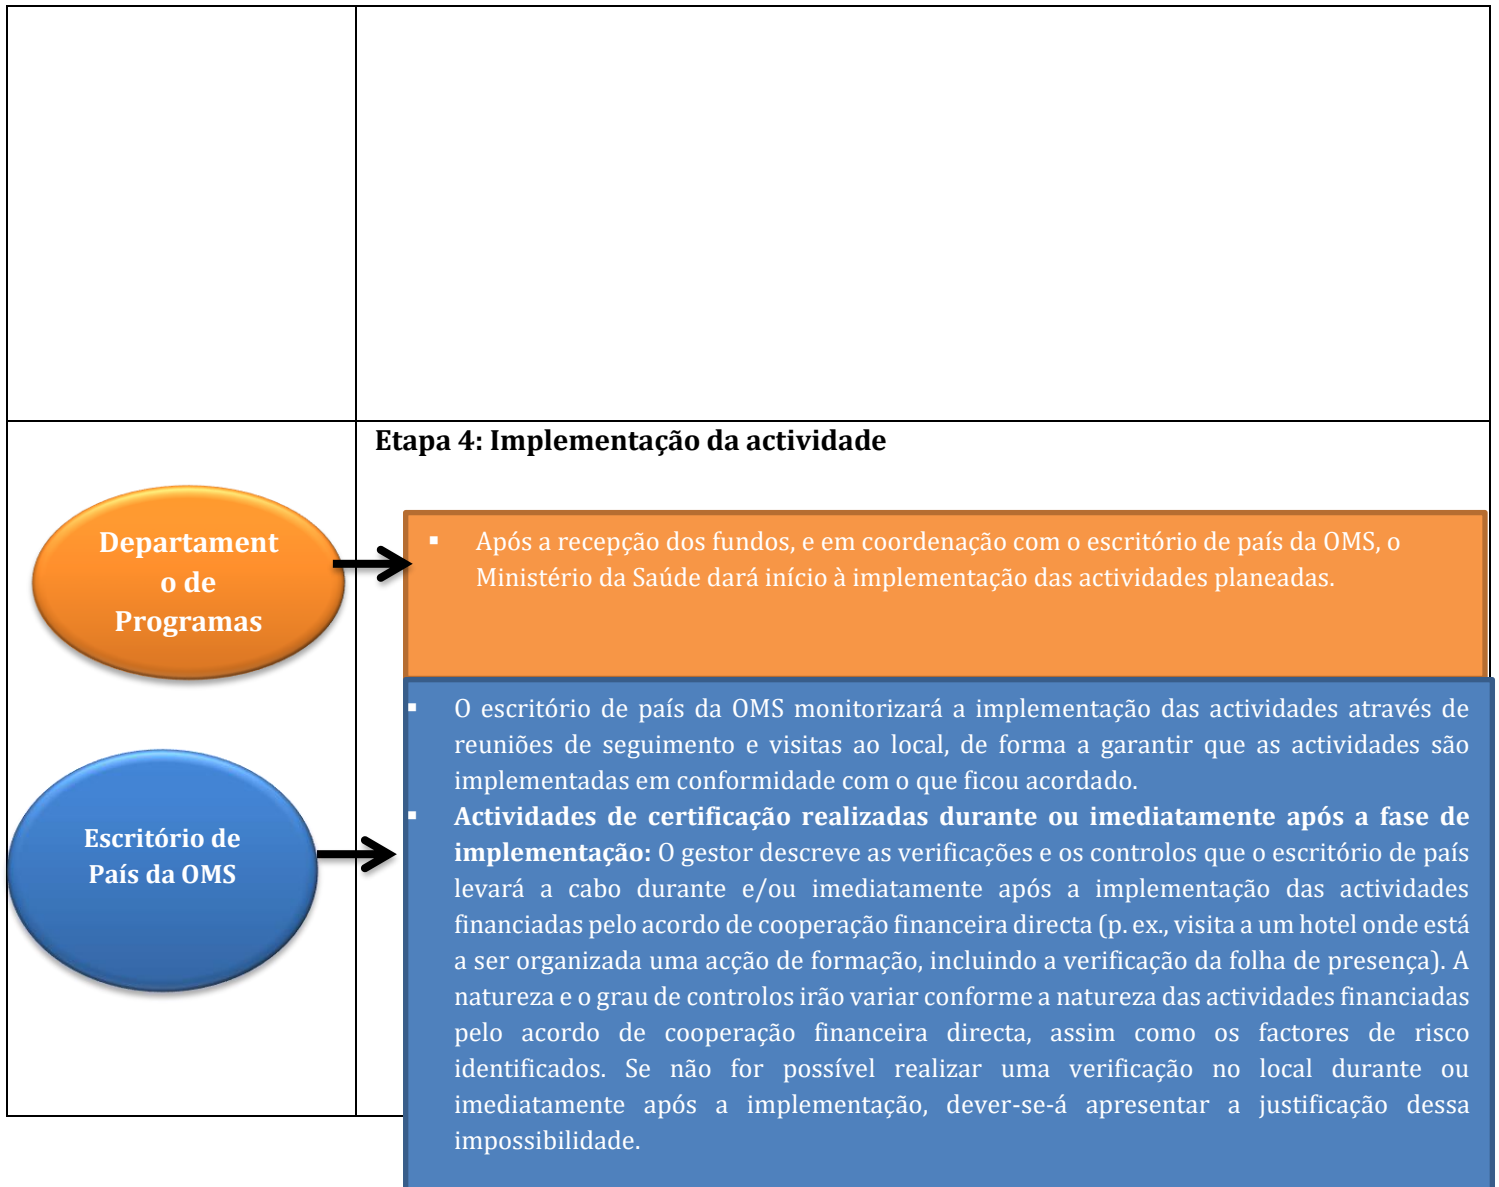 Etapa 4: Implementação da actividade
Departament
o de
Programas
▪ Após a recepção dos fundos, e em coordenação com o escritório de país da OMS, o
Ministério da Saúde dará início à implementação das actividades planeadas.
Escritório de
País da OMS
▪ O escritório de país da OMS monitorizará a implementação das actividades através de
reuniões de seguimento e visitas ao local, de forma a garantir que as actividades são
implementadas em conformidade com o que ficou acordado.
▪ Actividades de certificação realizadas durante ou imediatamente após a fase de
implementação: O gestor descreve as verificações e os controlos que o escritório de país
levará a cabo durante e/ou imediatamente após a implementação das actividades
financiadas pelo acordo de cooperação financeira directa (p. ex., visita a um hotel onde está
a ser organizada uma acção de formação, incluindo a verificação da folha de presença). A
natureza e o grau de controlos irão variar conforme a natureza das actividades financiadas
pelo acordo de cooperação financeira directa, assim como os factores de risco
identificados. Se não for possível realizar uma verificação no local durante ou
imediatamente após a implementação, dever-se-á apresentar a justificação dessa
impossibilidade.